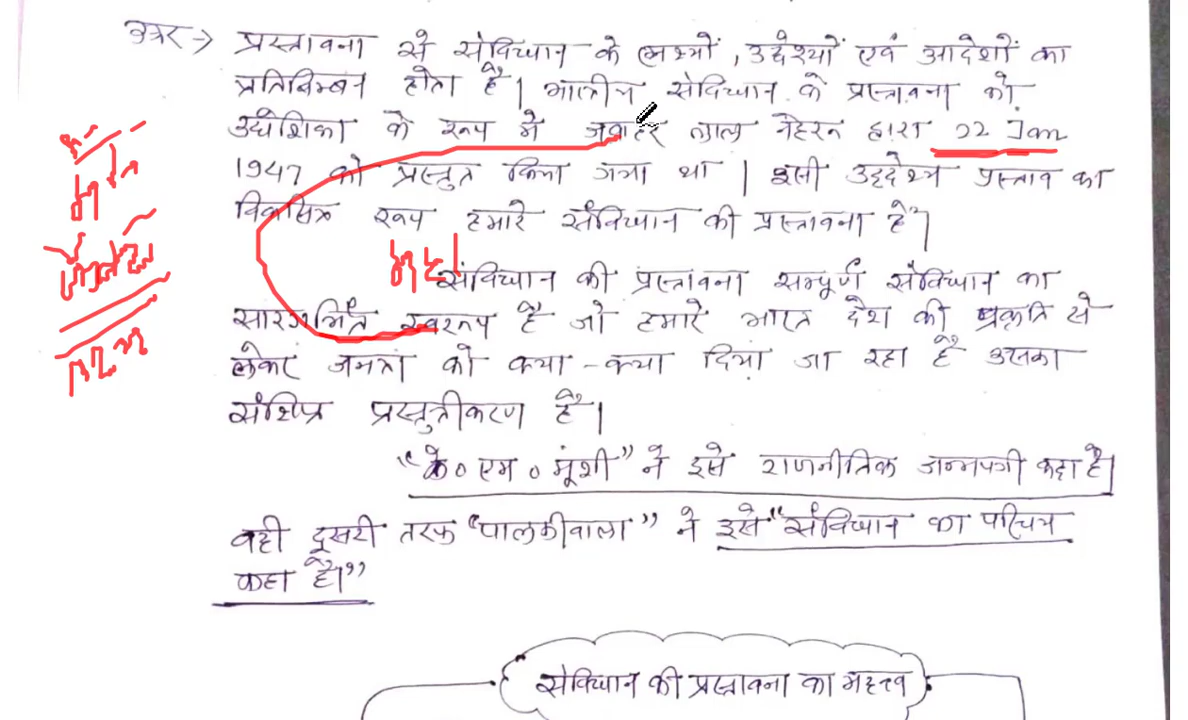 उत्तर → प्रस्तावना से संविधान के लक्ष्यों, उद्देश्यों एवं आदेशों का
प्रतिबिम्बन होता है। भारतीय संविधान के प्रस्तावना को
उद्देशिका के रूप में जवाहर लाल नेहरू द्वारा 22 Jan
1947 को प्रस्तुत किया गया था। इसी उद्देश्य प्रस्ताव का
विकसित रूप हमारे संविधान की प्रस्तावना है।
संविधान की प्रस्तावना सम्पूर्ण संविधान का
सारगर्भित स्वरूप है जो हमारे भारत देश की प्रकृति से
लेकर जनता को क्या-क्या दिया जा रहा है उसका
संक्षिप्त प्रस्तुतीकरण है।
"के० एम० मूंशी" ने इसे राजनीतिक जन्मपत्री कहा है।
वही दूसरी तरफ "पालकीवाला" ने इसे "संविधान का परिचय
कहा है।"
संविधान की प्रस्तावना का महत्व